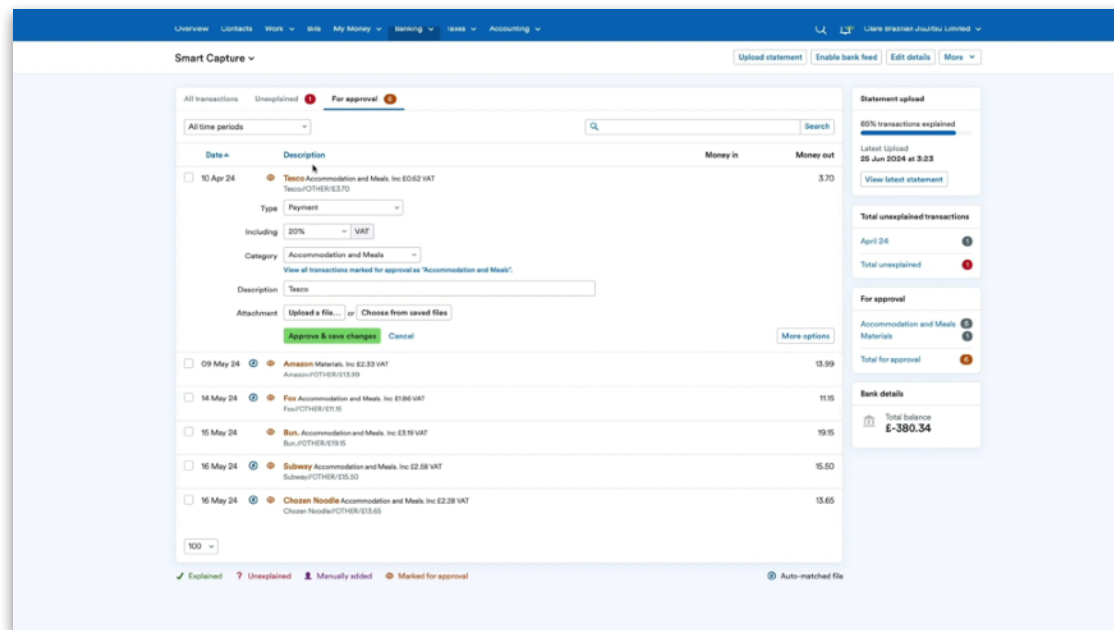 Overview Contacts Work Bills My Money Banking Taxes Accounting
Smart Capture
Upload statement Enable bank feed Edit details More
All transactions Unexplained 1 For approval 6
All time periods
Search
Date Description Money in Money out
10 Apr 24 Tesco Accommodation and Meals. Inc £0.62 VAT 3.70
Tesco//OTHER/£3.70
Type Payment
Including 20% VAT
Category Accommodation and Meals
View all transactions marked for approval as "Accommodation and Meals".
Description Tesco
Attachment Upload a file... or Choose from saved files
Approve & save changes Cancel More options
09 May 24 Amazon Materials. Inc £2.33 VAT 13.99
Amazon//OTHER/£13.99
14 May 24 Fox Accommodation and Meals. Inc £1.86 VAT 11.15
Fox//OTHER/£11.15
15 May 24 Bun. Accommodation and Meals. Inc £3.19 VAT 19.15
Bun.//OTHER/£19.15
16 May 24 Subway Accommodation and Meals. Inc £2.58 VAT 15.50
Subway//OTHER/£15.50
16 May 24 Chozen Noodle Accommodation and Meals. Inc £2.28 VAT 13.65
Chozen Noodle//OTHER/£13.65
100
Explained ? Unexplained Manually added Marked for approval Auto-matched file
Statement upload
85% transactions explained
Latest Upload
25 Jun 2024 at 3:23
View latest statement
Total unexplained transactions
April 24 1
Total unexplained 1
For approval
Accommodation and Meals 5
Materials 1
Total for approval 6
Bank details
Total balance
£-380.34